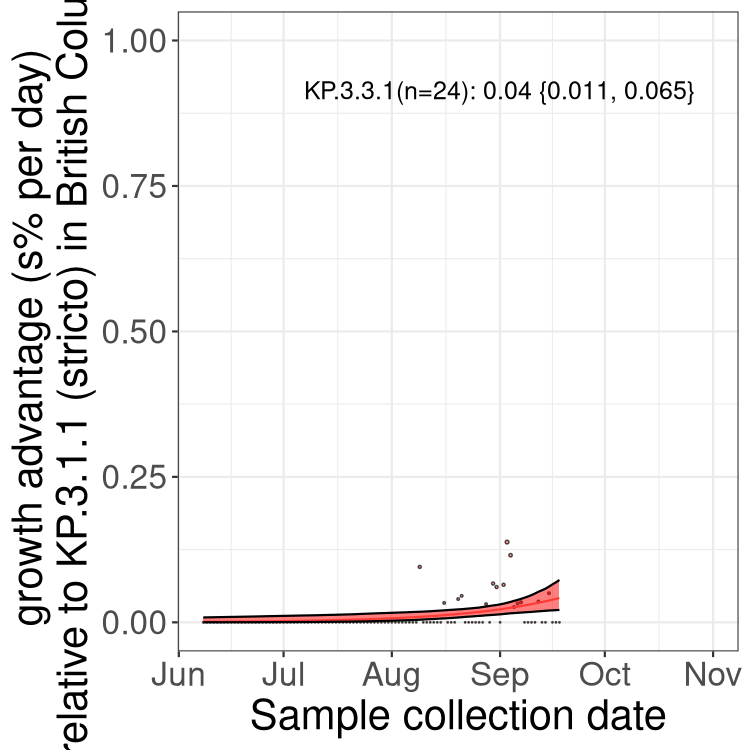 growth advantage (s% per day)
relative to KP.3.1.1 (stricto) in British Colu
1.00
0.75
0.50
0.25
0.00
KP.3.3.1(n=24): 0.04 {0.011, 0.065}
Jun Jul Aug Sep Oct Nov
Sample collection date